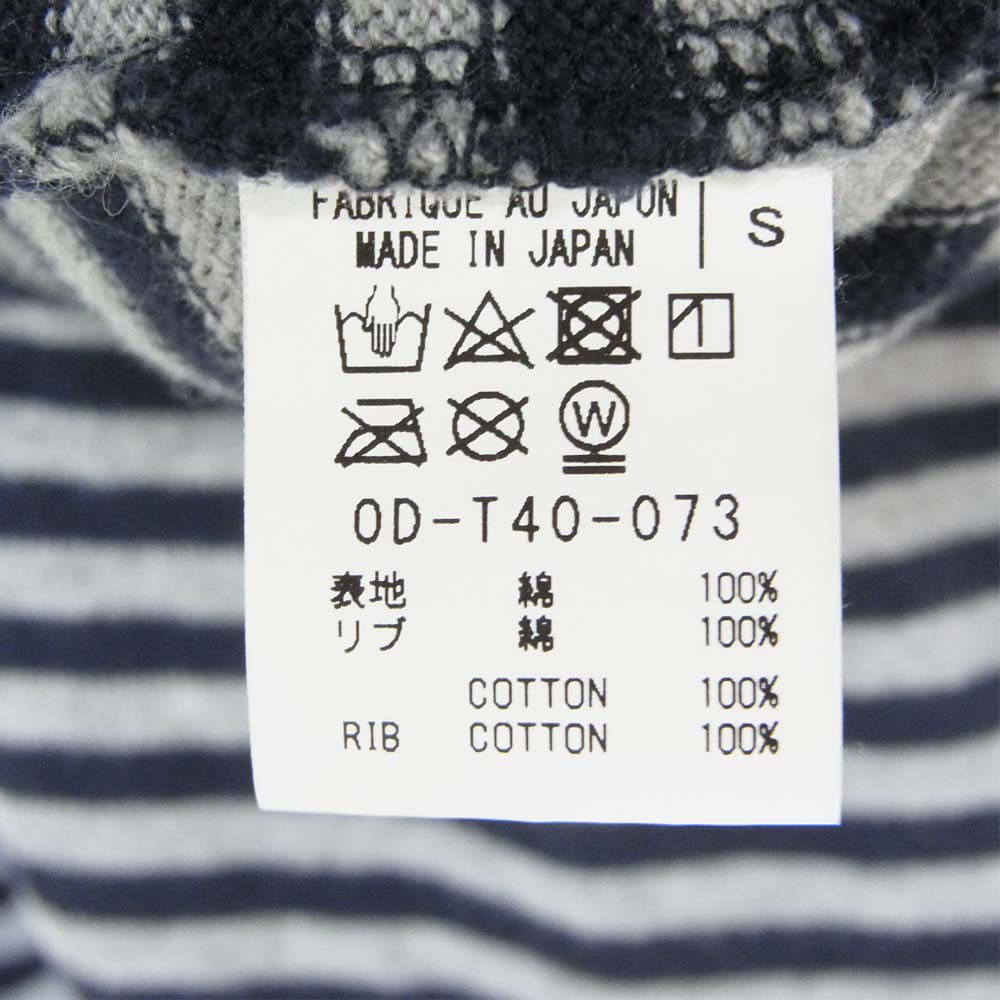 FABRIQUE AU JAPON
MADE IN JAPAN
S
W
OD-T40-073
表地 綿 100%
リブ 綿 100%
COTTON 100%
RIB COTTON 100%